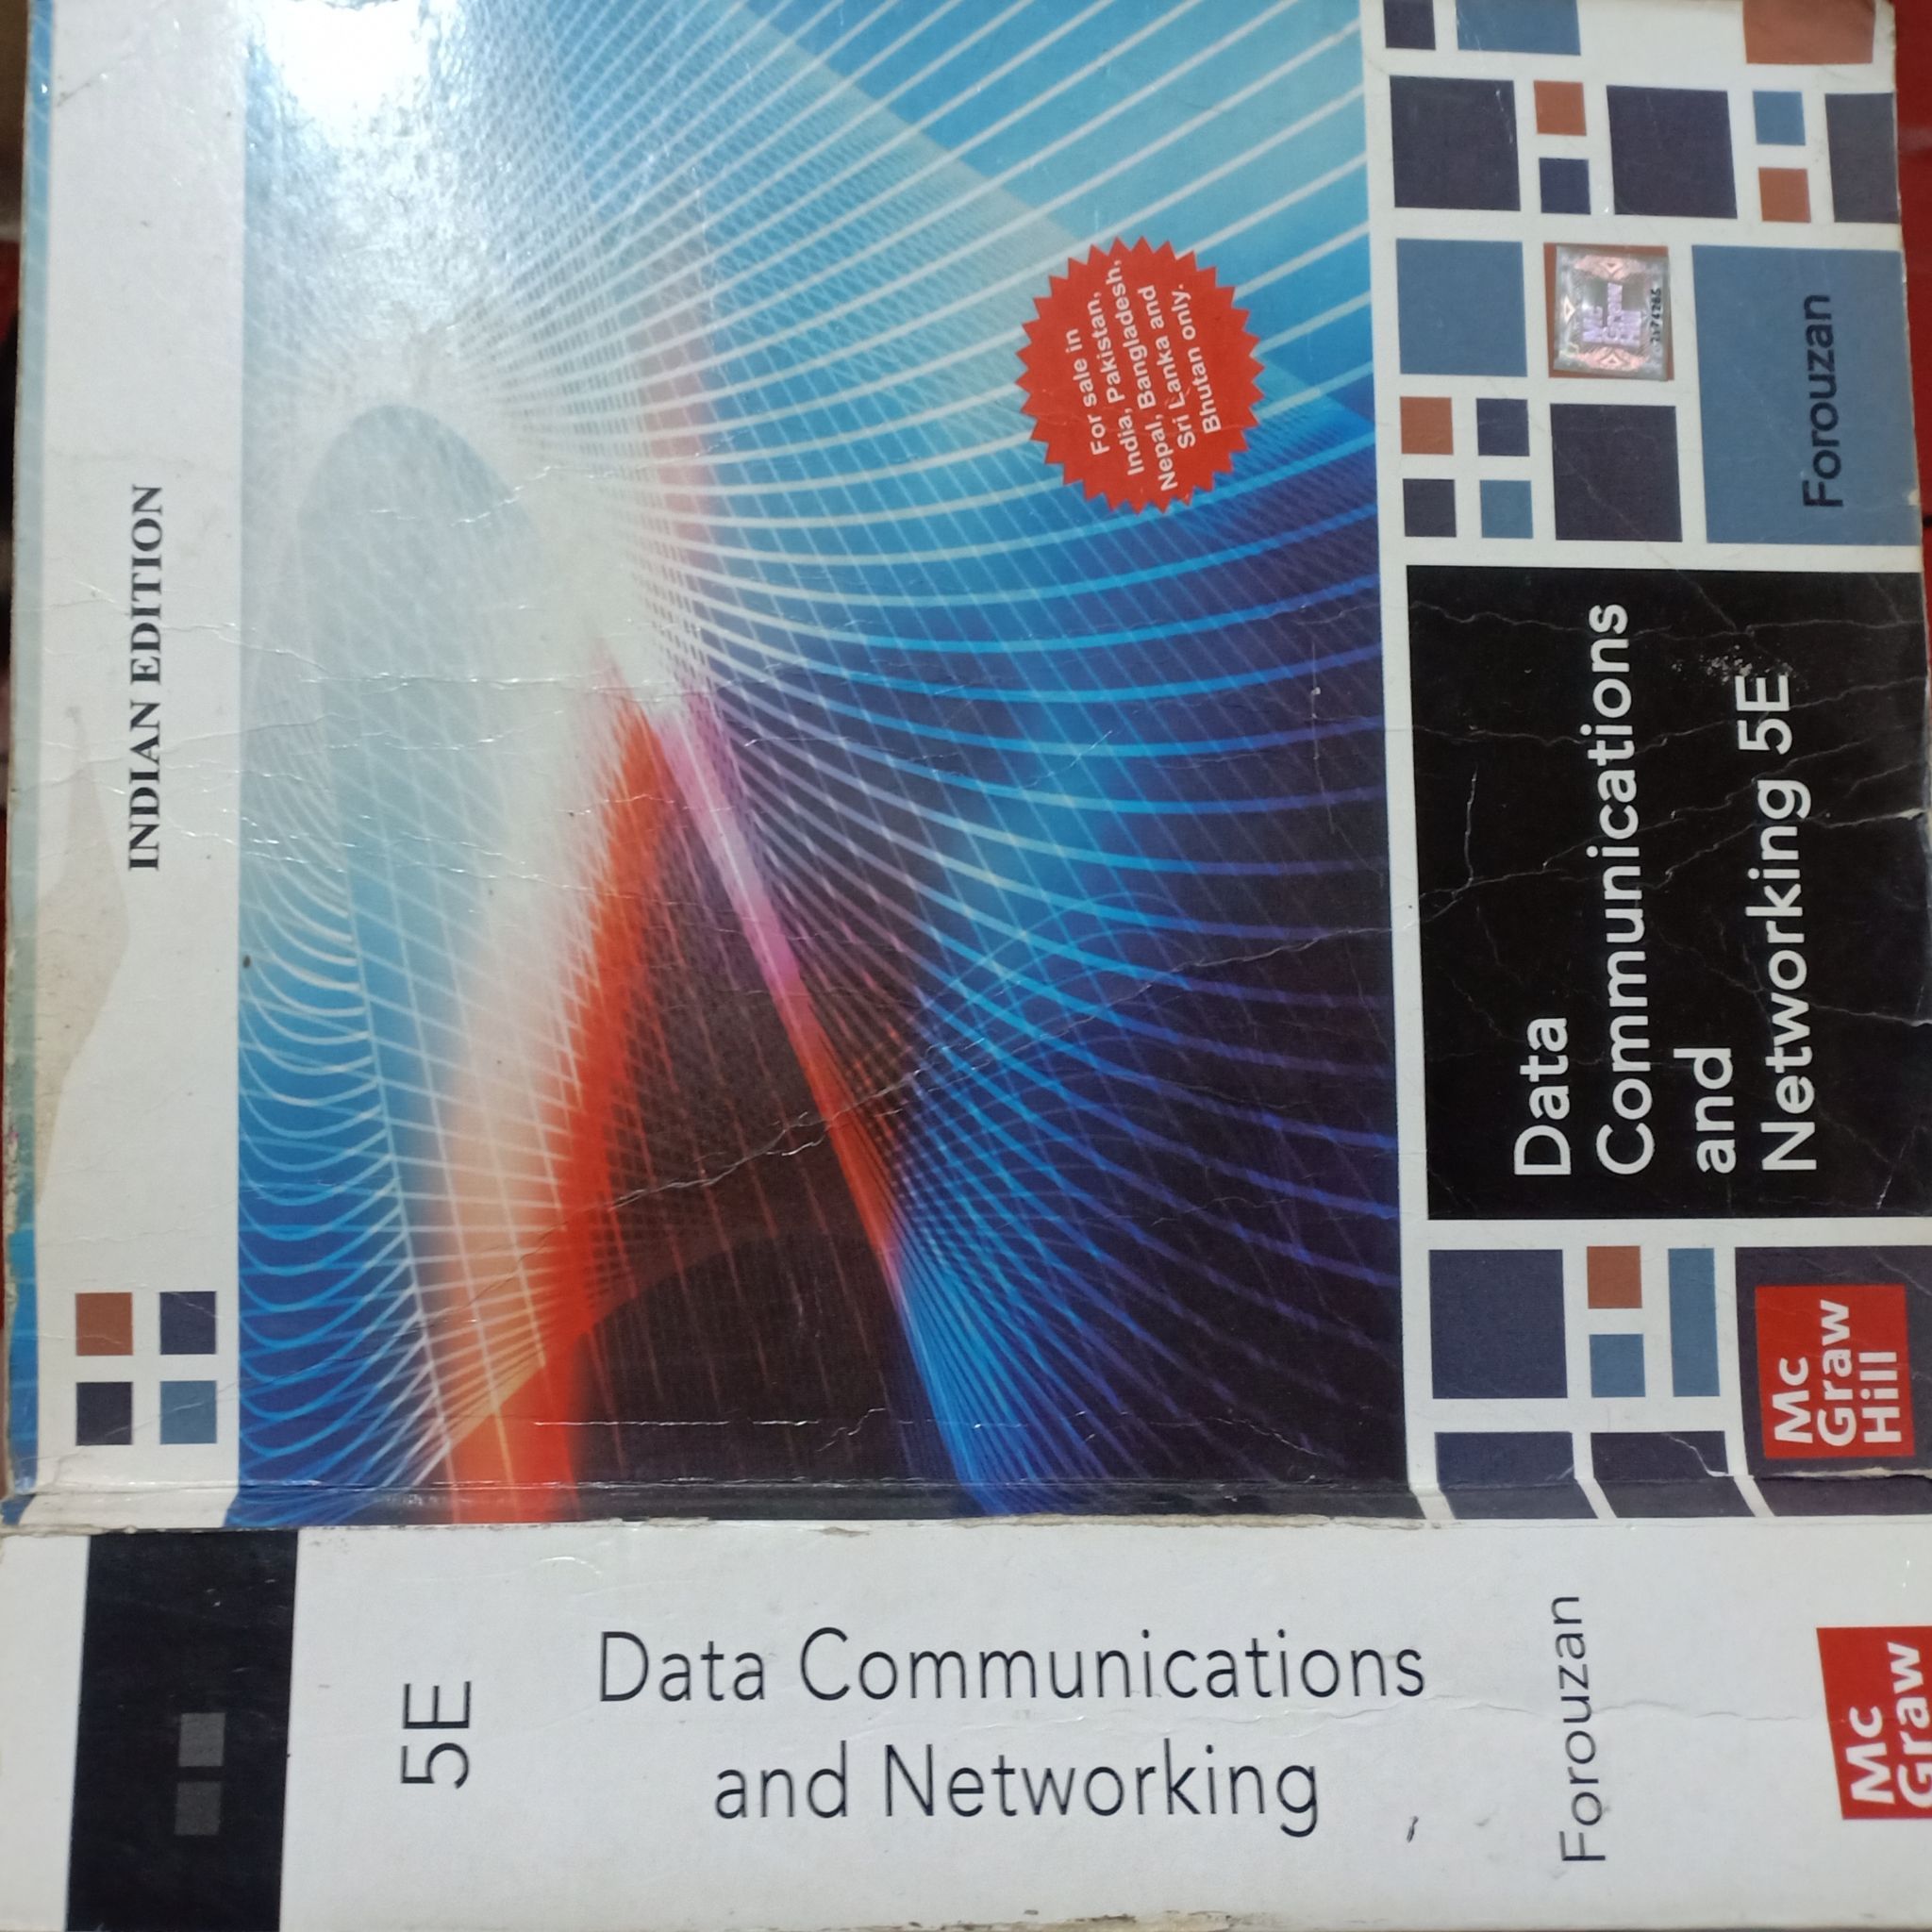 INDIAN EDITION
For sale in
India, Pakistan,
Nepal, Bangladesh,
Sri Lanka and
Bhutan only.
Data
Communications
and
Networking 5E
Forouzan
Mc
Graw
Hill
5E
Data Communications
and Networking
Forouzan
Mc
Graw